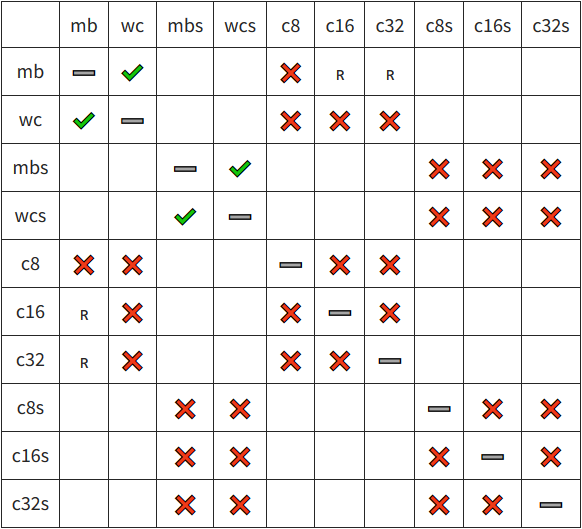 mb wc mbs wcs c8 c16 c32 c8s c16s c32s
mb ➖ ✔ ❌ R R
wc ✔ ➖ ❌ ❌ ❌
mbs ➖ ✔ ❌ ❌ ❌
wcs ✔ ➖ ❌ ❌ ❌
c8 ❌ ❌ ➖ ❌ ❌
c16 R ❌ ❌ ➖ ❌
c32 R ❌ ❌ ❌ ➖
c8s ❌ ❌ ➖ ❌ ❌
c16s ❌ ❌ ❌ ➖ ❌
c32s ❌ ❌ ❌ ❌ ➖